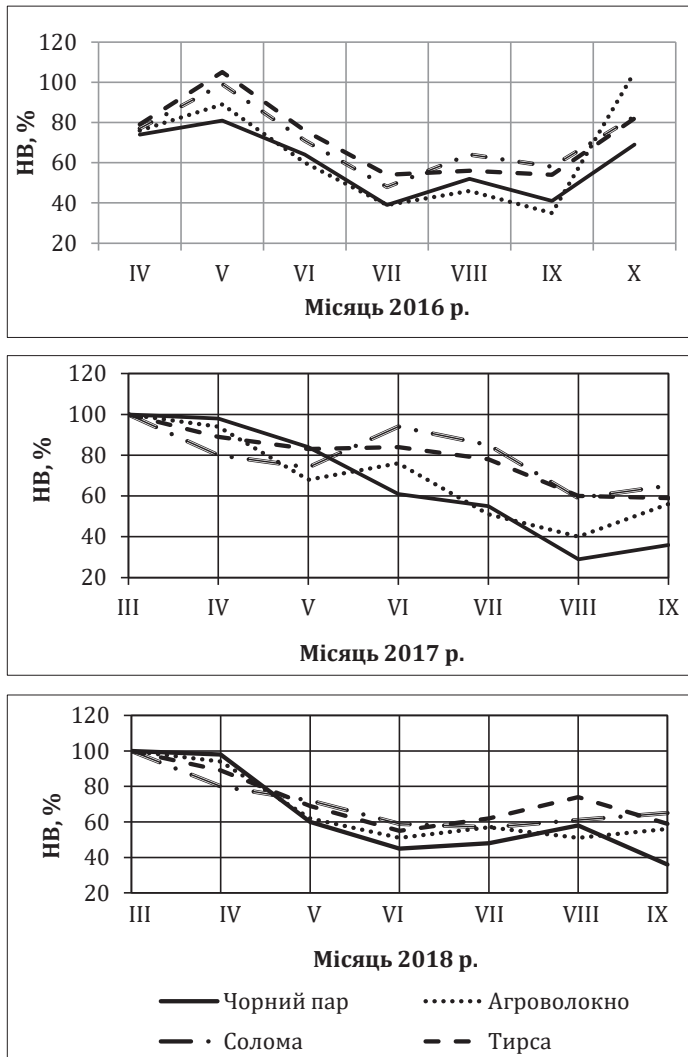 120
100
80
60
40
20
НВ, %
IV V VI VII VIII IX X
Місяць 2016 р.
120
100
80
60
40
20
НВ, %
III IV V VI VII VIII IX
Місяць 2017 р.
120
100
80
60
40
20
НВ, %
III IV V VI VII VIII IX
Місяць 2018 р.
Чорний пар Агроволокно
Солома Тирса